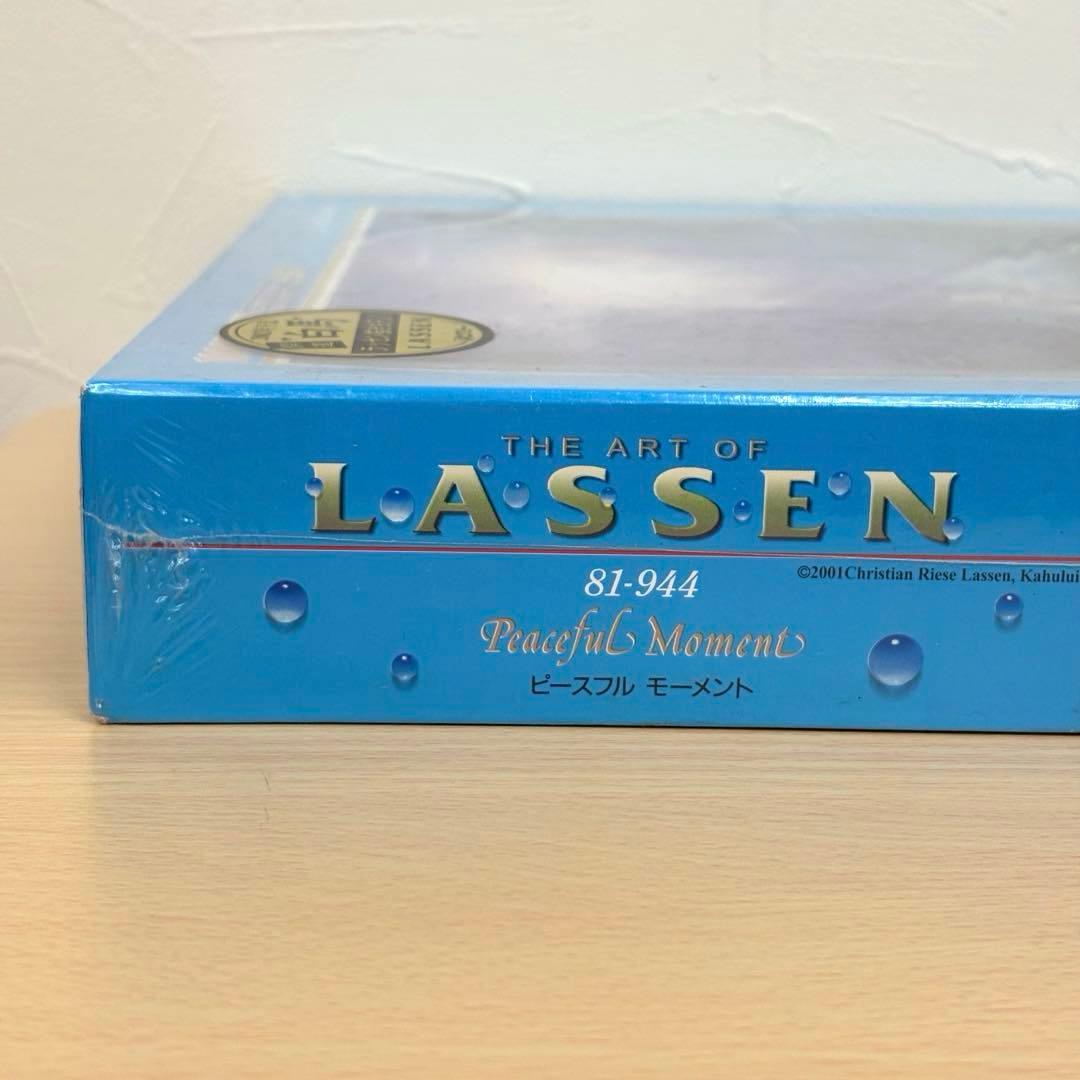 LASSEN
THE ART OF
LASSEN
81-944
©2001Christian Riese Lassen, Kahului
Peaceful Moment
ピースフル モーメント